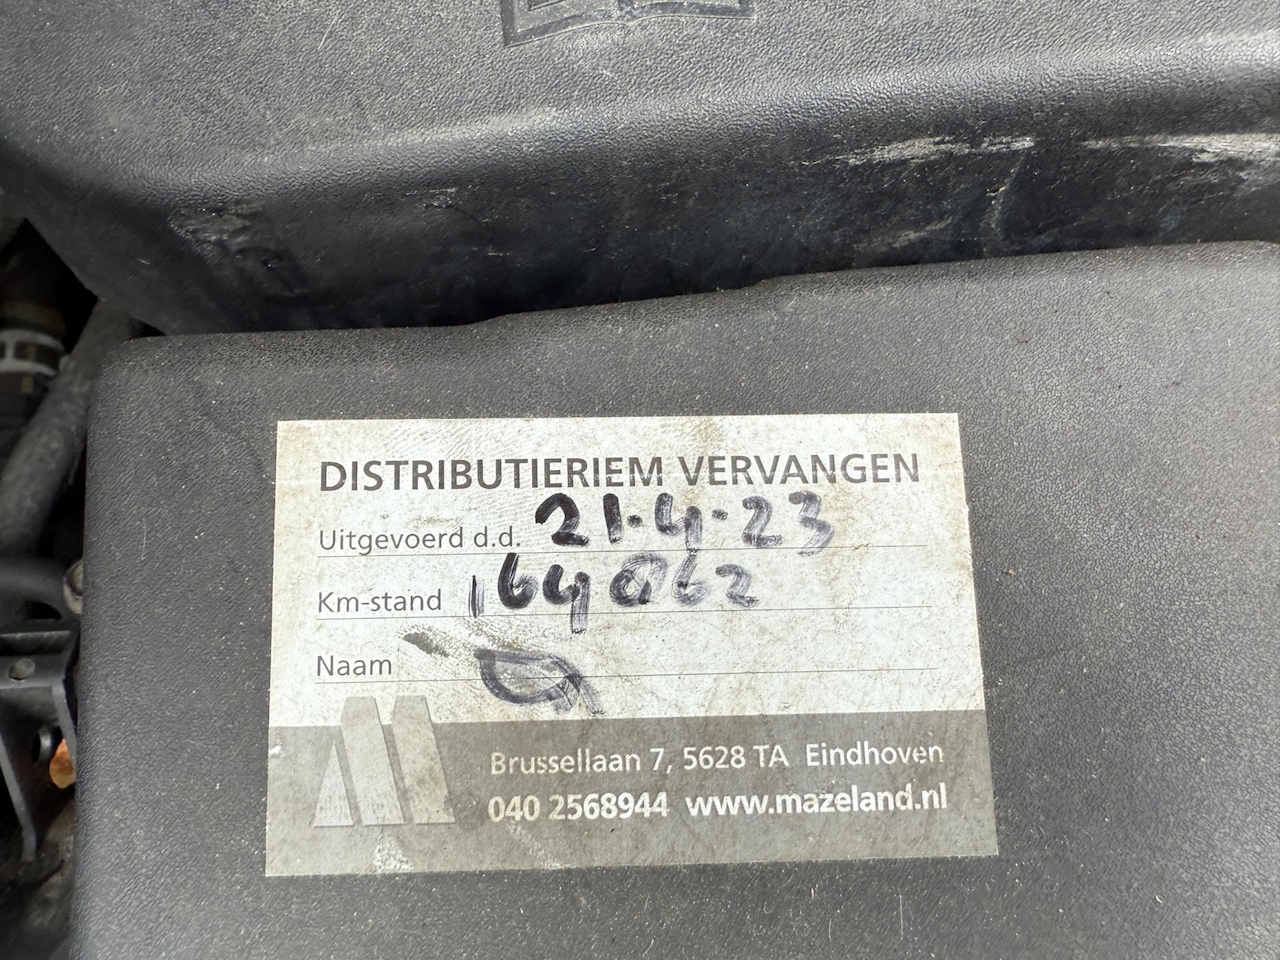 DISTRIBUTIERIEM VERVANGEN
Uitgevoerd d.d. 21.4.23
Km-stand 164062
Naam
Brussellaan 7, 5628 TA Eindhoven
040 2568944 www.mazeland.nl